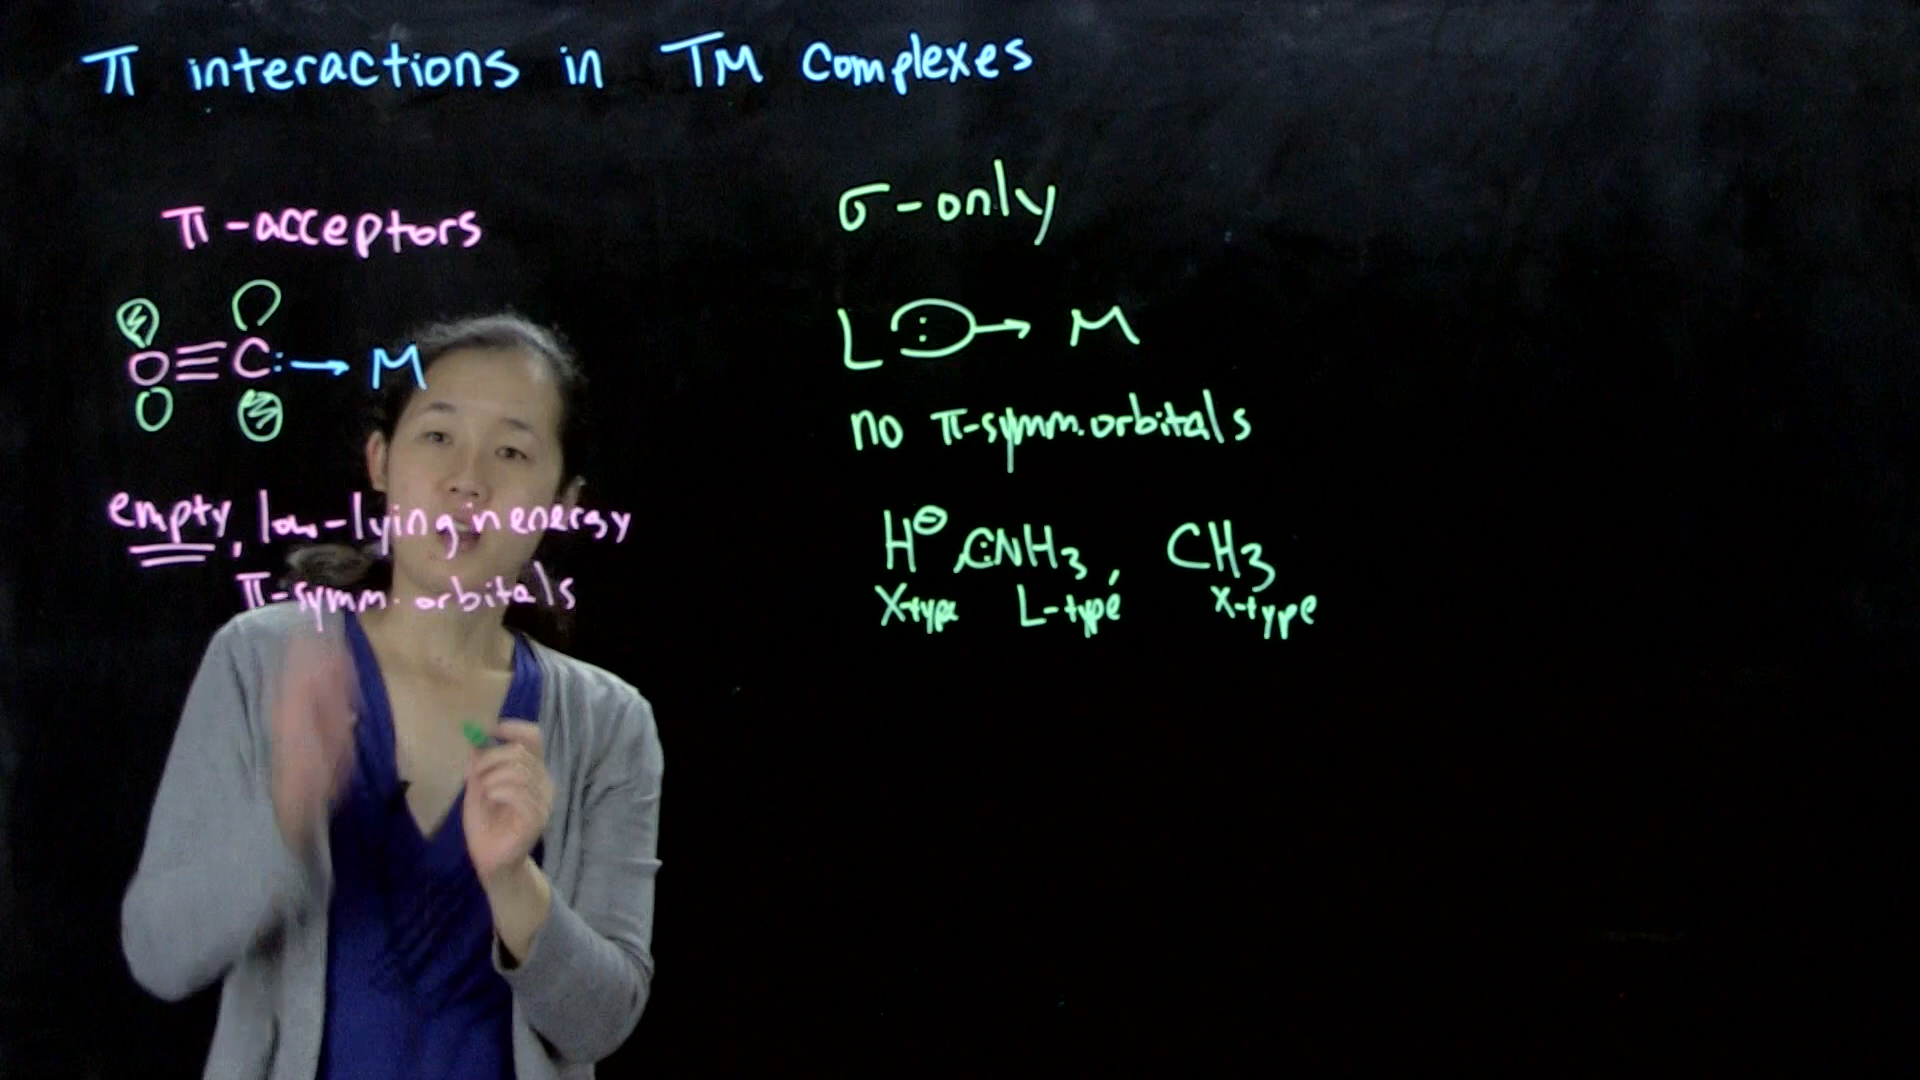 π interactions in TM complexes
π-acceptors
O≡C:→M
empty, low-lying in energy
π-symm. orbitals
σ-only
L:→M
no π-symm. orbitals
H⊖, :NH3, CH3
X-type L-type X-type